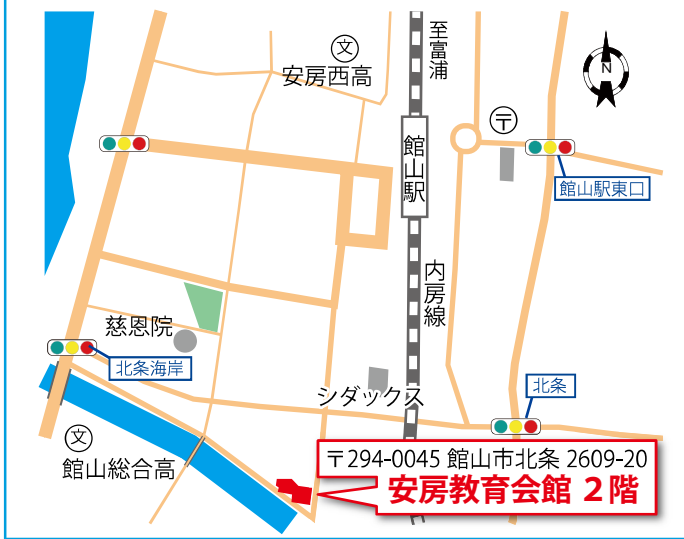 文
安房西高
至富浦
N
〒
館山駅
館山駅東口
内房線
慈恩院
北条海岸
シダックス
北条
文
館山総合高
〒294-0045 館山市北条 2609-20
安房教育会館 2階